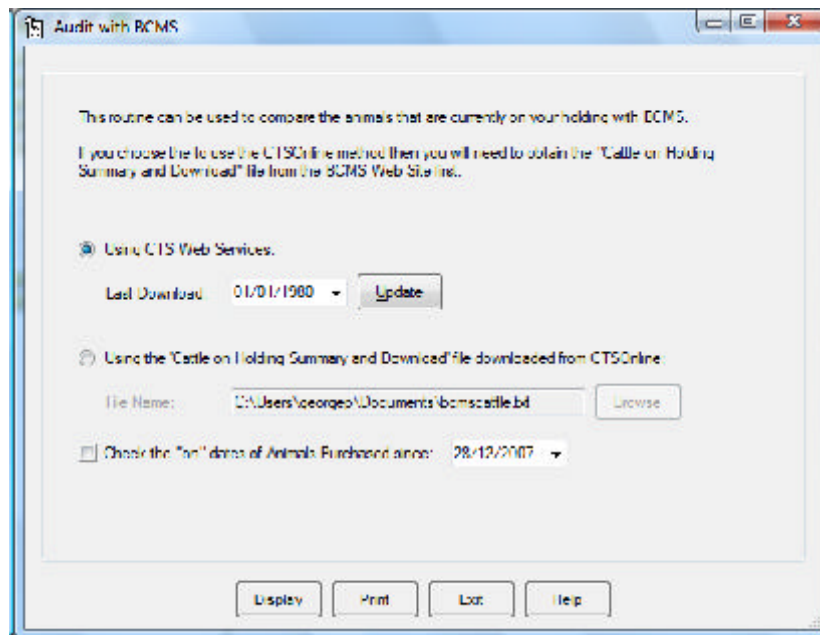 Audit with BCMS
This routine can be used to compare the animals that are currently on your holding with BCMS.
If you choose the to use the CTSOnline method then you will need to obtain the "Cattle on Holding
Summary and Download" file from the BCMS Web Site first.
Using CTS Web Services.
Last Download: 01/01/1980 Update
Using the 'Cattle on Holding Summary and Download' file downloaded from CTSOnline:
File Name: C:\Users\georgep\Documents\bcmscattle.txt Browse
Check the "on" dates of Animals Purchased since: 28/12/2007
Display Print Exit Help